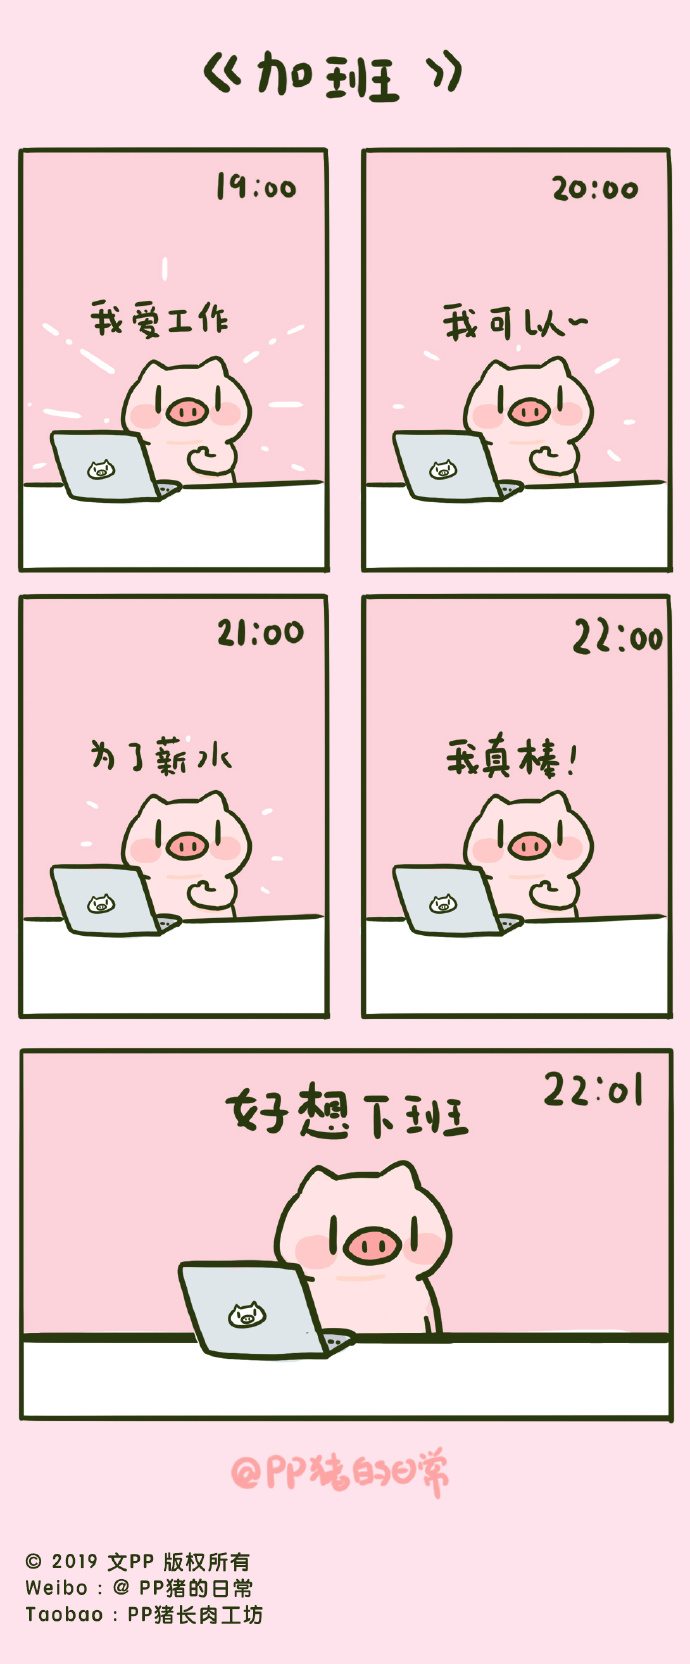 《加班》
19:00
我爱工作
20:00
我可以~
21:00
为了薪水
22:00
我真棒!
22:01
好想下班
@PP猪的日常
© 2019 文PP 版权所有
Weibo : @ PP猪的日常
Taobao : PP猪长肉工坊